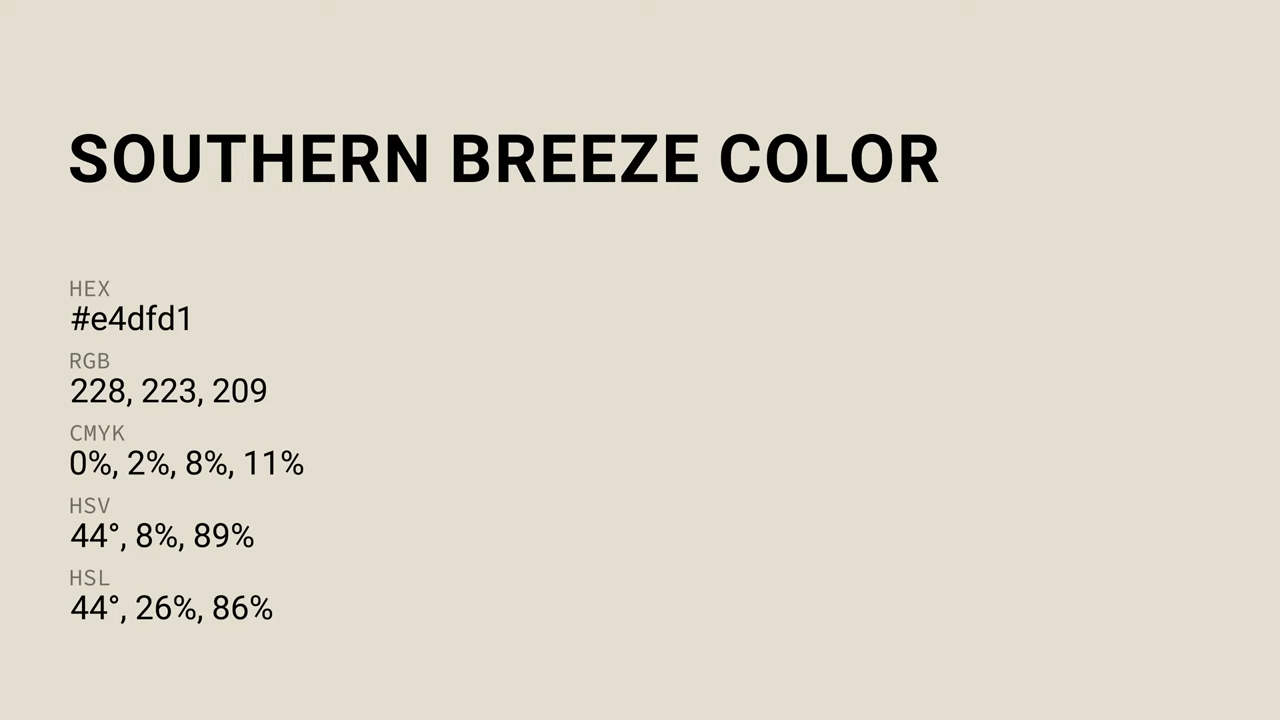 SOUTHERN BREEZE COLOR
HEX
#e4dfd1
RGB
228, 223, 209
CMYK
0%, 2%, 8%, 11%
HSV
44°, 8%, 89%
HSL
44°, 26%, 86%